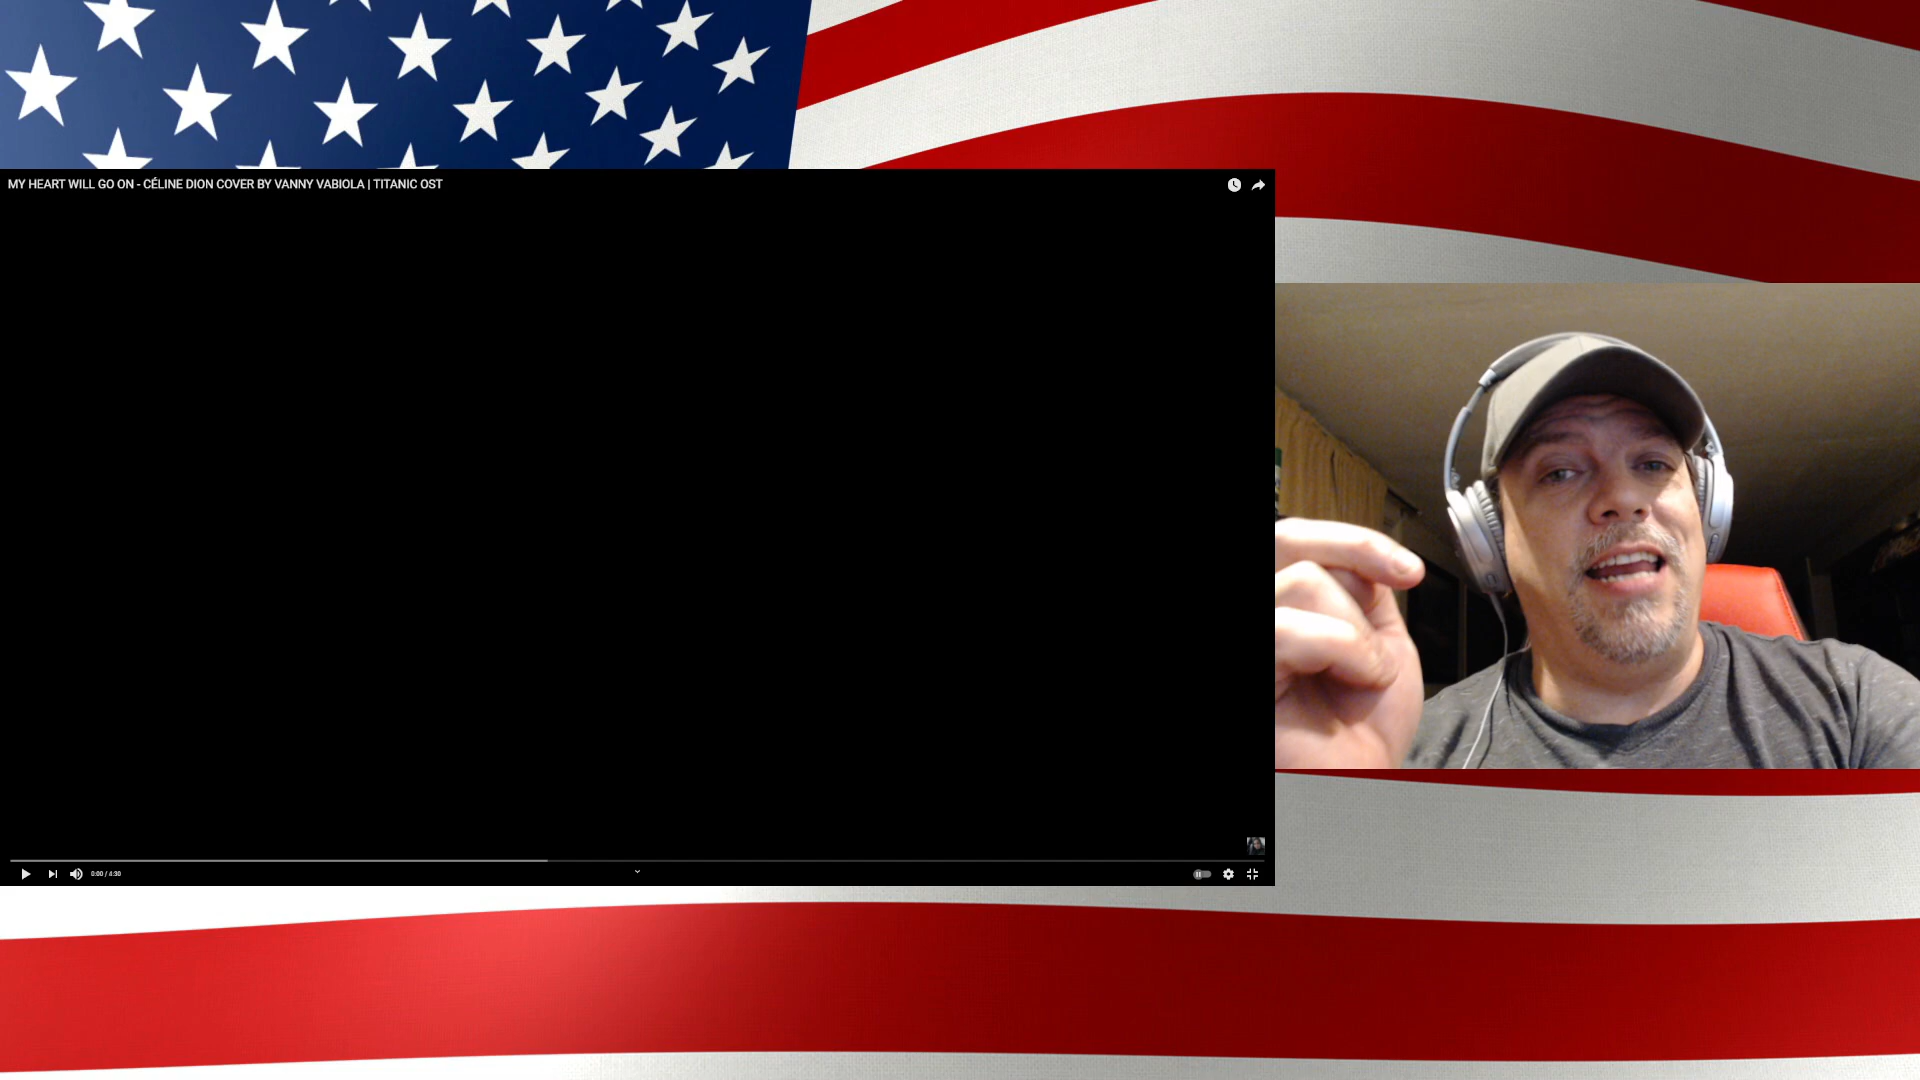 MY HEART WILL GO ON - CÉLINE DION COVER BY VANNY VABIOLA | TITANIC OST
0:00 / 4:30